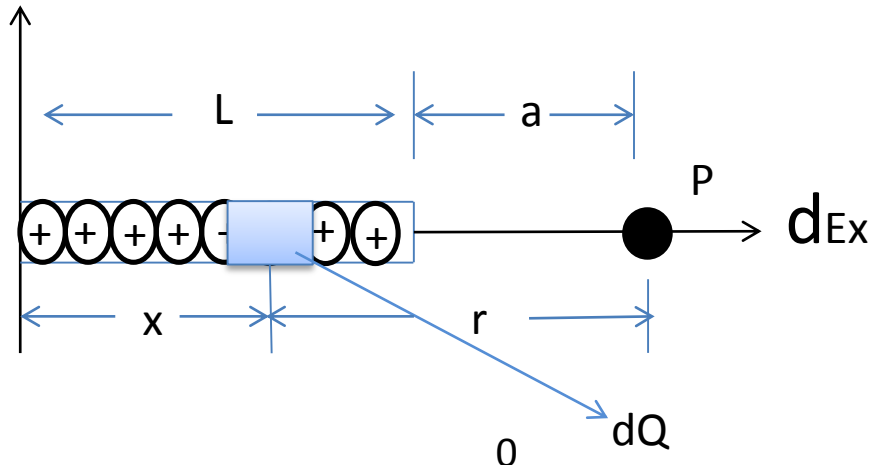 L a
P
+ + + + - + +
dEx
x r
dQ
0